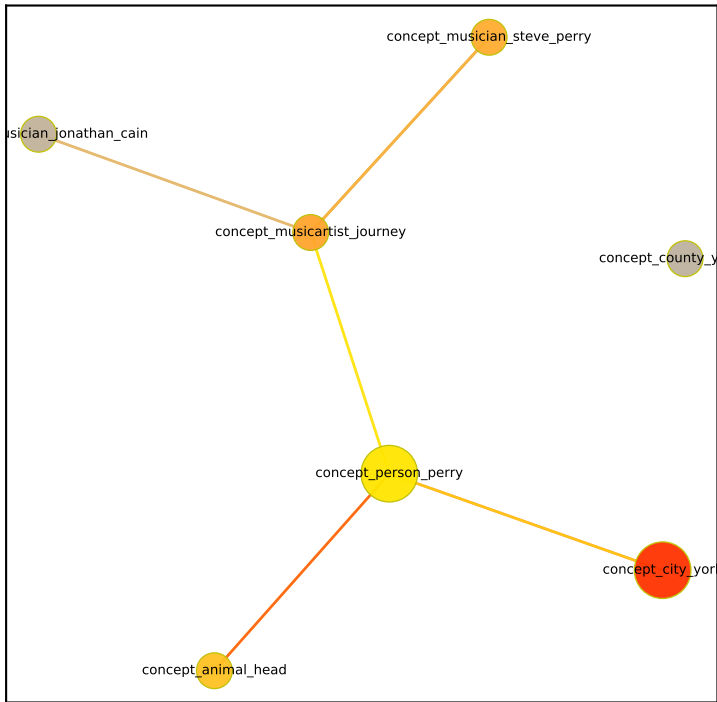 concept_musician_steve_perry
usician_jonathan_cain
concept_musicartist_journey
concept_county_y
concept_person_perry
concept_city_york
concept_animal_head